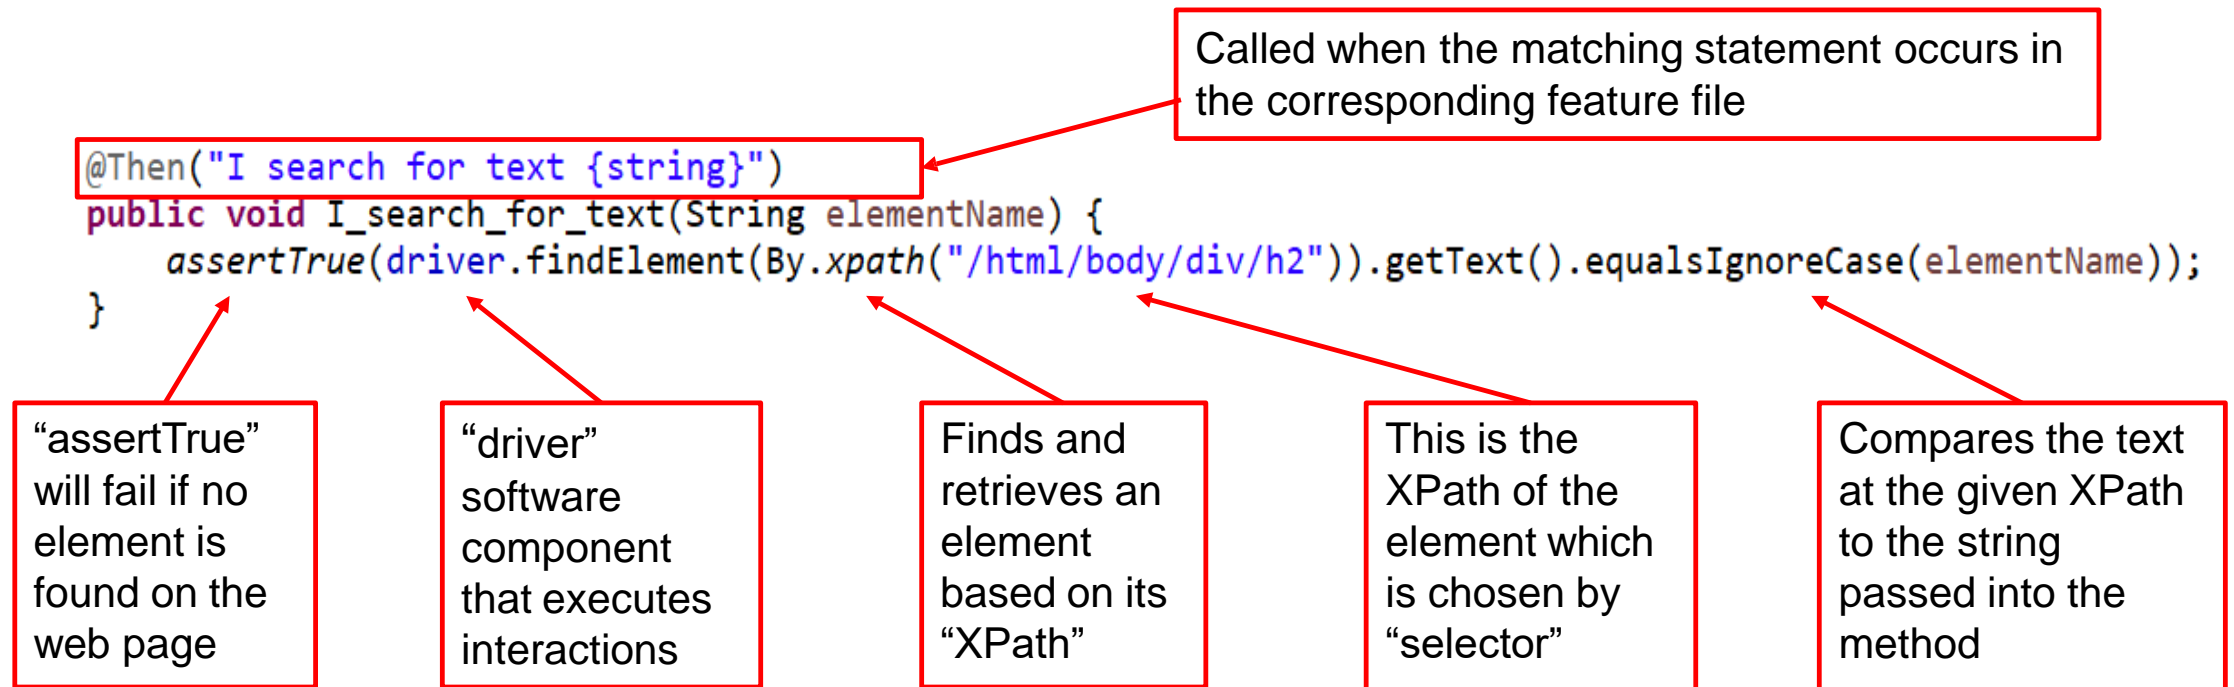 Called when the matching statement occurs in
the corresponding feature file
@Then("I search for text {string}")
public void I_search_for_text(String elementName) {
assertTrue(driver.findElement(By.xpath("/html/body/div/h2")).getText().equalsIgnoreCase(elementName));
}
“assertTrue”
will fail if no
element is
found on the
web page
“driver”
software
component
that executes
interactions
Finds and
retrieves an
element
based on its
“XPath”
This is the
XPath of the
element which
is chosen by
“selector”
Compares the text
at the given XPath
to the string
passed into the
method